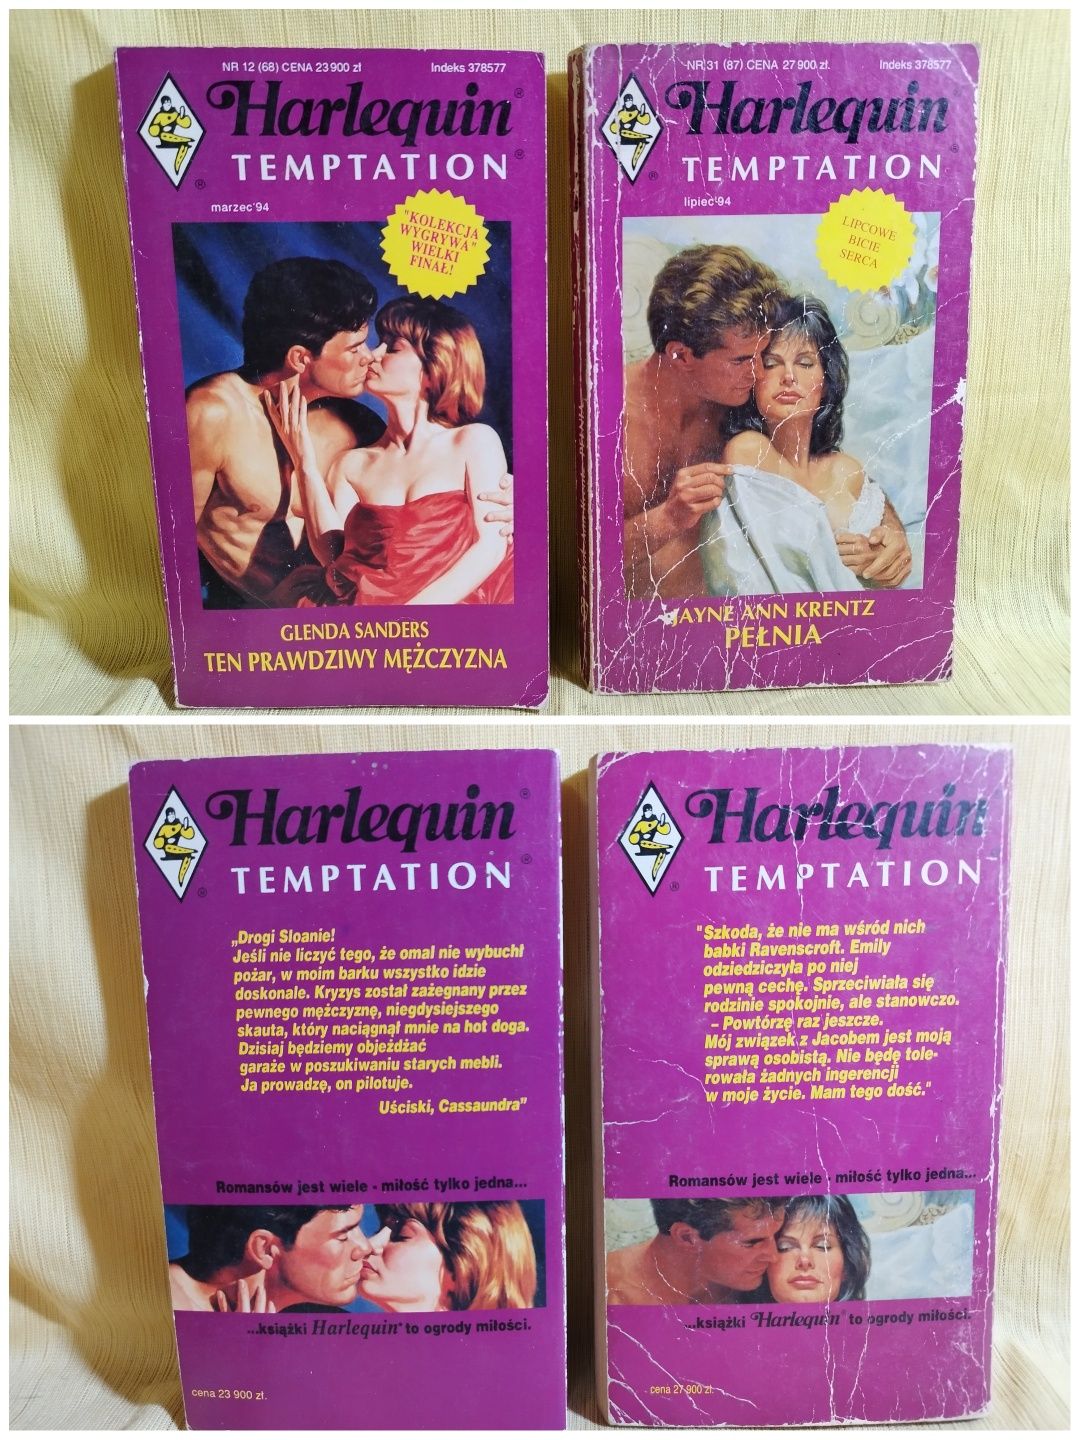 NR 12 (68) CENA 23 900 zł
Indeks 378577
Harlequin®
TEMPTATION®
®
marzec'94
"KOLEKCJA
WYGRYWA"
WIELKI
FINAŁ!
GLENDA SANDERS
TEN PRAWDZIWY MĘŻCZYZNA
NR 31 (87) CENA 27 900 zł.
Indeks 378577
Harlequin®
TEMPTATION®
®
lipiec'94
LIPCOWE
BICIE
SERCA
JAYNE ANN KRENTZ
PEŁNIA
PEŁNIA
Harlequin®
TEMPTATION®
®
„Drogi Sloanie!
Jeśli nie liczyć tego, że omal nie wybuchł
pożar, w moim barku wszystko idzie
doskonale. Kryzys został zażegnany przez
pewnego mężczyznę, niegdysiejszego
skauta, który naciągnął mnie na hot doga.
Dzisiaj będziemy objeżdżać
garaże w poszukiwaniu starych mebli.
Ja prowadzę, on pilotuje.
Uściski, Cassaundra”
Romansów jest wiele - miłość tylko jedna...
...książki Harlequin® to ogrody miłości.
cena 23 900 zł.
Harlequin
TEMPTATION
®
"Szkoda, że nie ma wśród nich
babki Ravenscroft. Emily
odziedziczyła po niej
pewną cechę. Sprzeciwiała się
rodzinie spokojnie, ale stanowczo.
– Powtórzę raz jeszcze.
Mój związek z Jacobem jest moją
sprawą osobistą. Nie będę tole-
rowała żadnych ingerencji
w moje życie. Mam tego dość."
Romansów jest wiele - miłość tylko jedna...
...książki Harlequin® to ogrody miłości.
cena 27 900 zł.